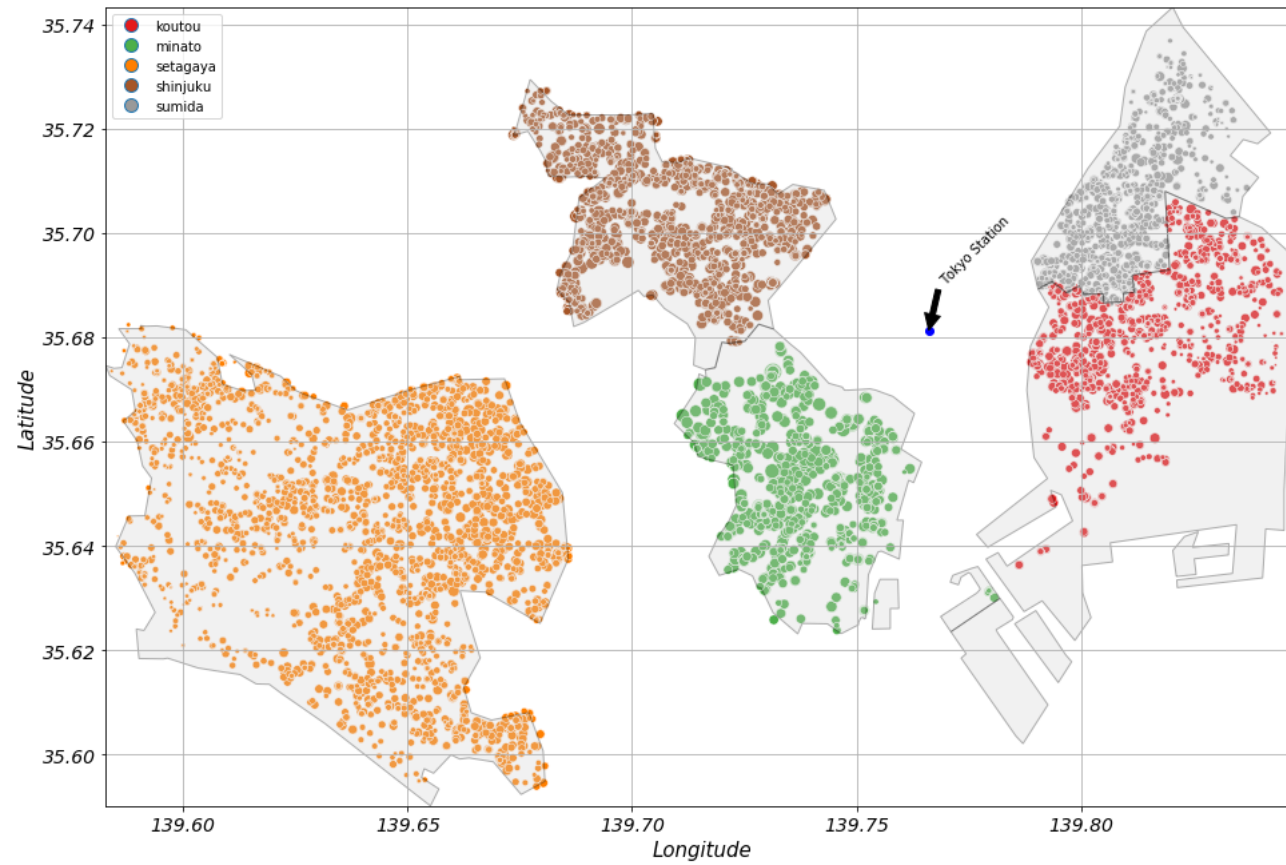 koutou
minato
setagaya
shinjuku
sumida
35.74
35.72
35.70
35.68
35.66
35.64
35.62
35.60
Latitude
Tokyo Station
139.60
139.65
139.70
139.75
139.80
Longitude